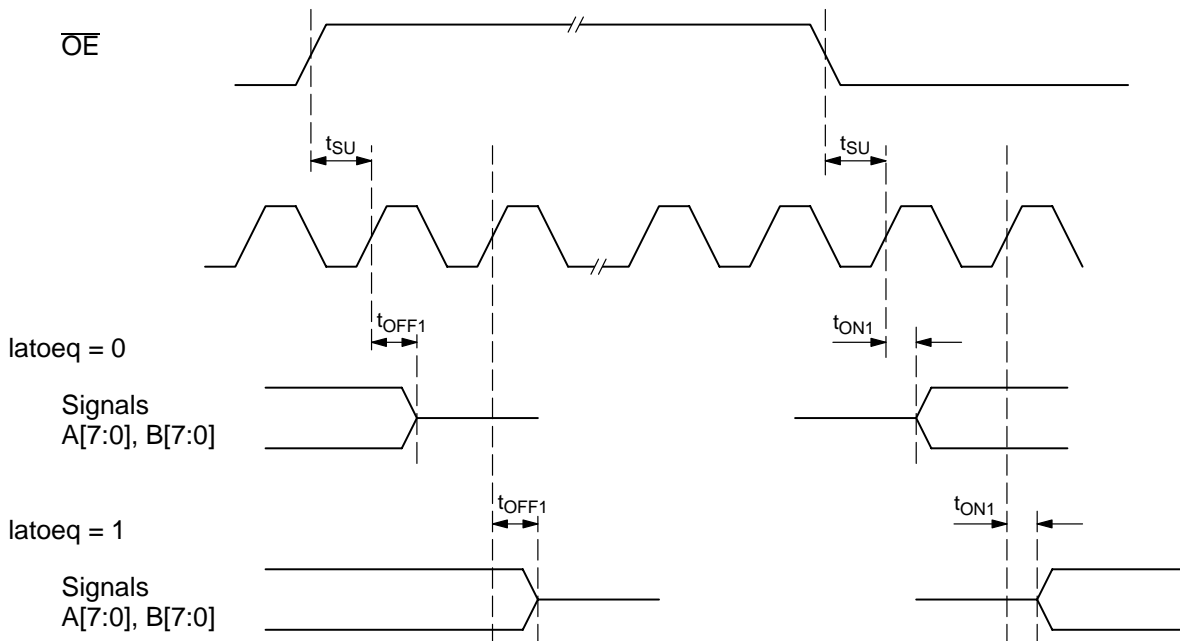 OE
tSU tSU
tOFF1 tON1
latoeq = 0
Signals
A[7:0], B[7:0]
tOFF1 tON1
latoeq = 1
Signals
A[7:0], B[7:0]